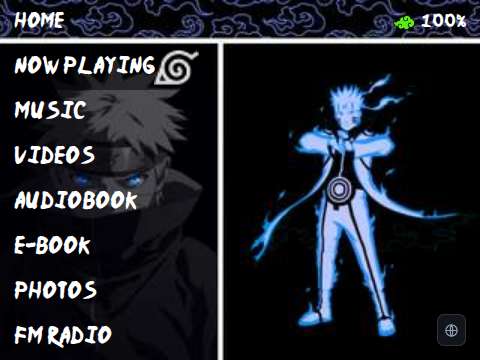 HOME
100%
NOW PLAYING
MUSIC
VIDEOS
AUDIOBOOK
E-BOOK
PHOTOS
FM RADIO